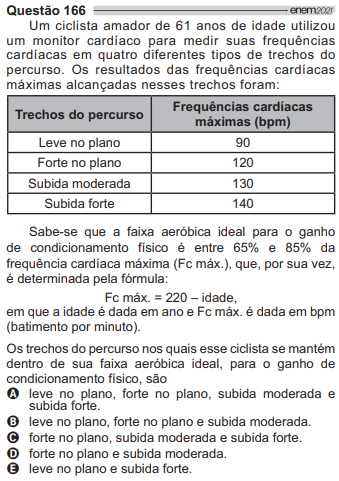 Questão 166 enem2021
Um ciclista amador de 61 anos de idade utilizou
um monitor cardíaco para medir suas frequências
cardíacas em quatro diferentes tipos de trechos do
percurso. Os resultados das frequências cardíacas
máximas alcançadas nesses trechos foram:
Trechos do percurso Frequências cardíacas
máximas (bpm)
Leve no plano 90
Forte no plano 120
Subida moderada 130
Subida forte 140
Sabe-se que a faixa aeróbica ideal para o ganho
de condicionamento físico é entre 65% e 85% da
frequência cardíaca máxima (Fc máx.), que, por sua vez,
é determinada pela fórmula:
Fc máx. = 220 – idade,
em que a idade é dada em ano e Fc máx. é dada em bpm
(batimento por minuto).
Os trechos do percurso nos quais esse ciclista se mantém
dentro de sua faixa aeróbica ideal, para o ganho de
condicionamento físico, são
A leve no plano, forte no plano, subida moderada e
subida forte.
B leve no plano, forte no plano e subida moderada.
C forte no plano, subida moderada e subida forte.
D forte no plano e subida moderada.
E leve no plano e subida forte.